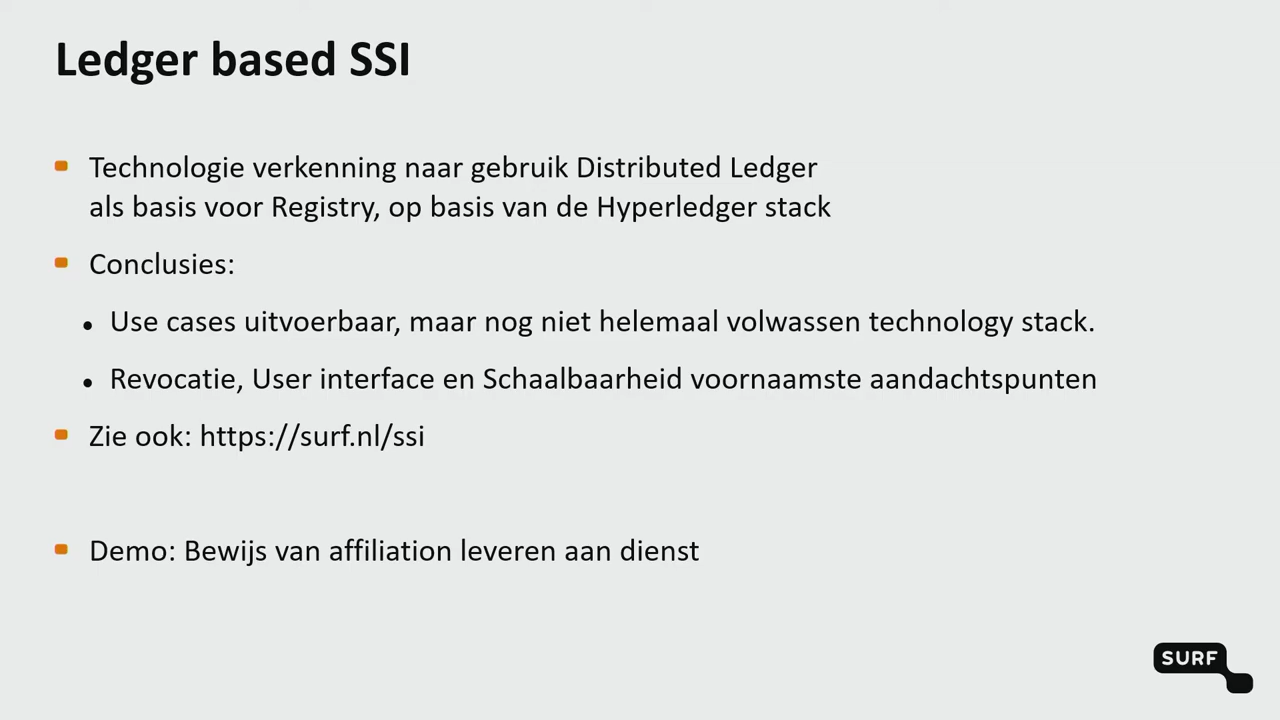 Ledger based SSI
Technologie verkenning naar gebruik Distributed Ledger
als basis voor Registry, op basis van de Hyperledger stack
Conclusies:
Use cases uitvoerbaar, maar nog niet helemaal volwassen technology stack.
Revocatie, User interface en Schaalbaarheid voornaamste aandachtspunten
Zie ook: https://surf.nl/ssi
Demo: Bewijs van affiliation leveren aan dienst
SURF